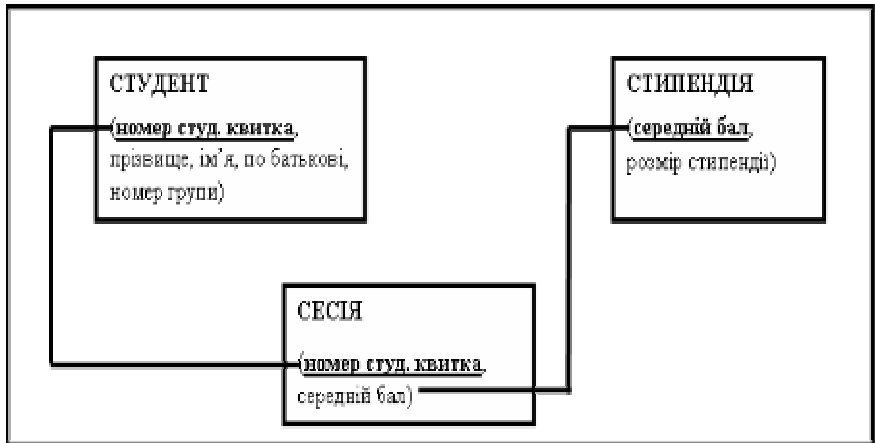 СТУДЕНТ
(номер студ. квитка,
прізвище, ім'я, по батькові,
номер групи)
СТИПЕНДІЯ
(середній бал,
розмір стипендії)
СЕСІЯ
(номер студ. квитка,
середній бал)